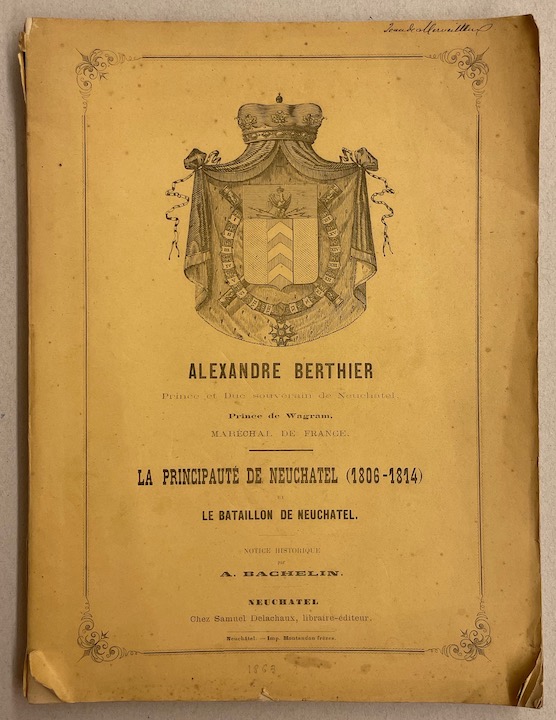 ALEXANDRE BERTHIER
Prince et Duc souverain de Neuchatel
Prince de Wagram,
MARÉCHAL DE FRANCE.
LA PRINCIPAUTÉ DE NEUCHATEL (1806-1814)
ET
LE BATAILLON DE NEUCHATEL.
NOTICE HISTORIQUE
PAR
A. BACHELIN.
NEUCHATEL
Chez Samuel Delachaux, libraire-éditeur.
Neuchâtel. — Imp. Montandon frères.